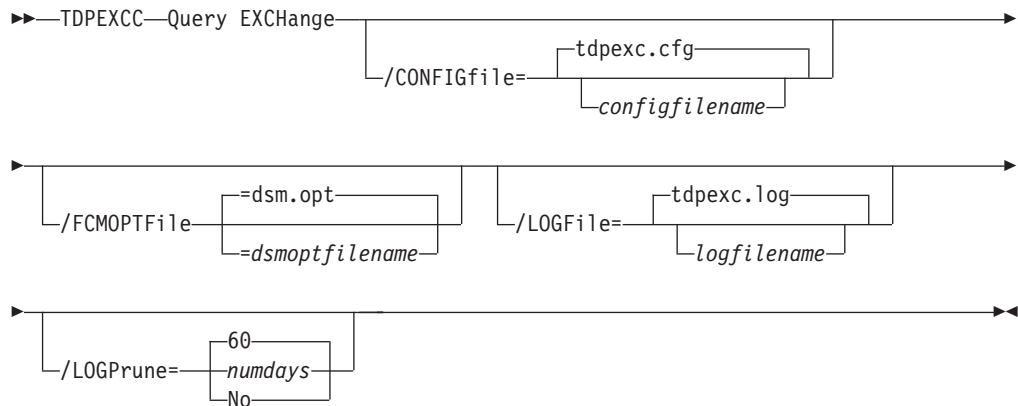 TDPEXCC Query EXCHange
tdpexc.cfg
/CONFIGfile=
configfilename
=dsm.opt
/FCMOPTFile
=dsmoptfilename
tdpexc.log
/LOGFile=
logfilename
60
/LOGPrune=
numdays
No